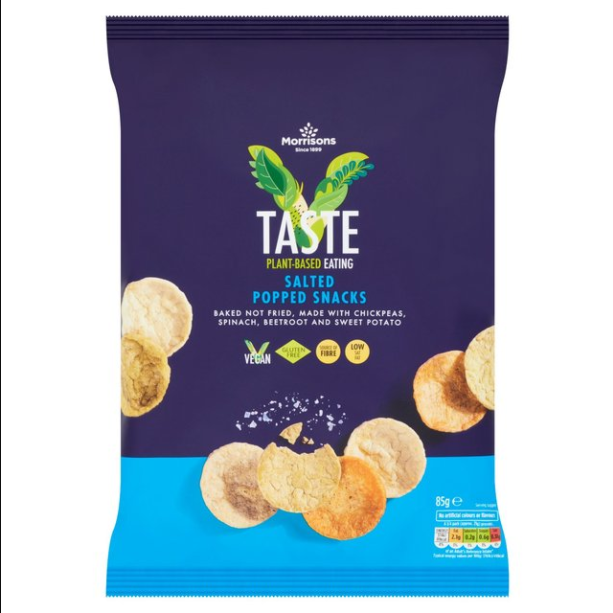 Morrisons
Since 1899
V
TASTE
PLANT-BASED EATING
SALTED
POPPED SNACKS
BAKED NOT FRIED, MADE WITH CHICKPEAS,
SPINACH, BEETROOT AND SWEET POTATO
VEGAN
GLUTEN
FREE
SOURCE OF
FIBRE
LOW
SAT
FAT
85g e
No artificial colours or flavours